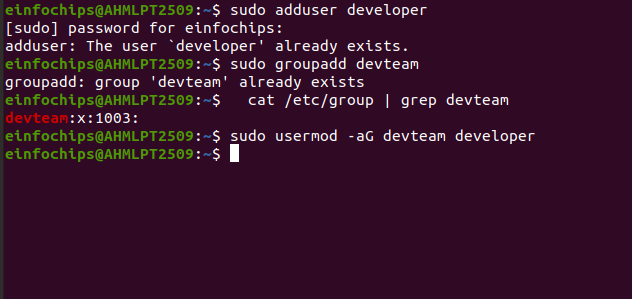 einfochips@AHMLPT2509:~$ sudo adduser developer
[sudo] password for einfochips:
adduser: The user `developer' already exists.
einfochips@AHMLPT2509:~$ sudo groupadd devteam
groupadd: group 'devteam' already exists
einfochips@AHMLPT2509:~$   cat /etc/group | grep devteam
devteam:x:1003:
einfochips@AHMLPT2509:~$ sudo usermod -aG devteam developer
einfochips@AHMLPT2509:~$